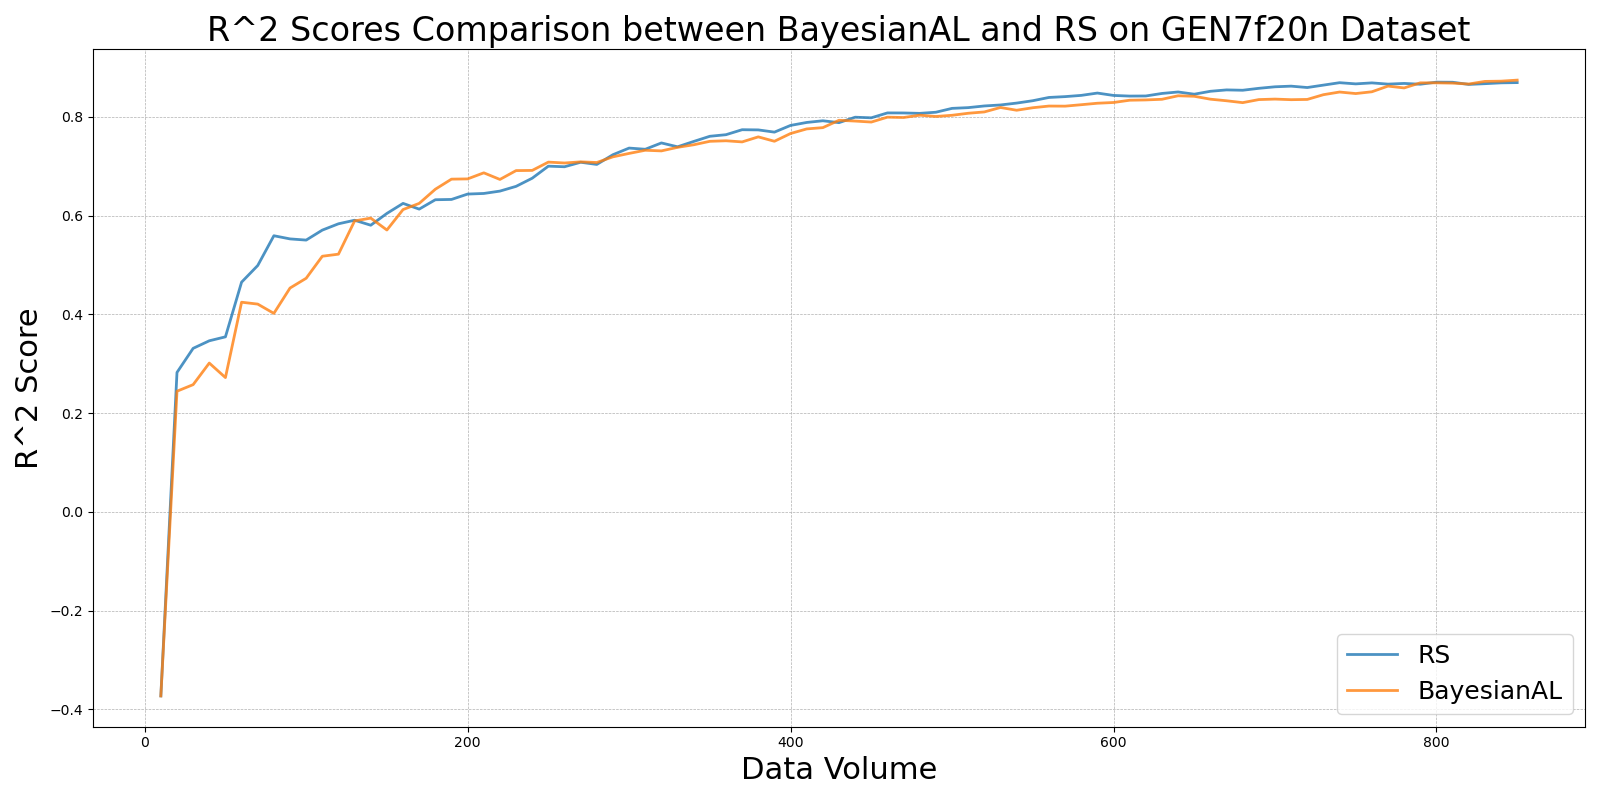 R^2 Scores Comparison between BayesianAL and RS on GEN7f20n Dataset
R^2 Score
0.8
0.6
0.4
0.2
0.0
−0.2
−0.4
0 200 400 600 800
Data Volume
RS
BayesianAL